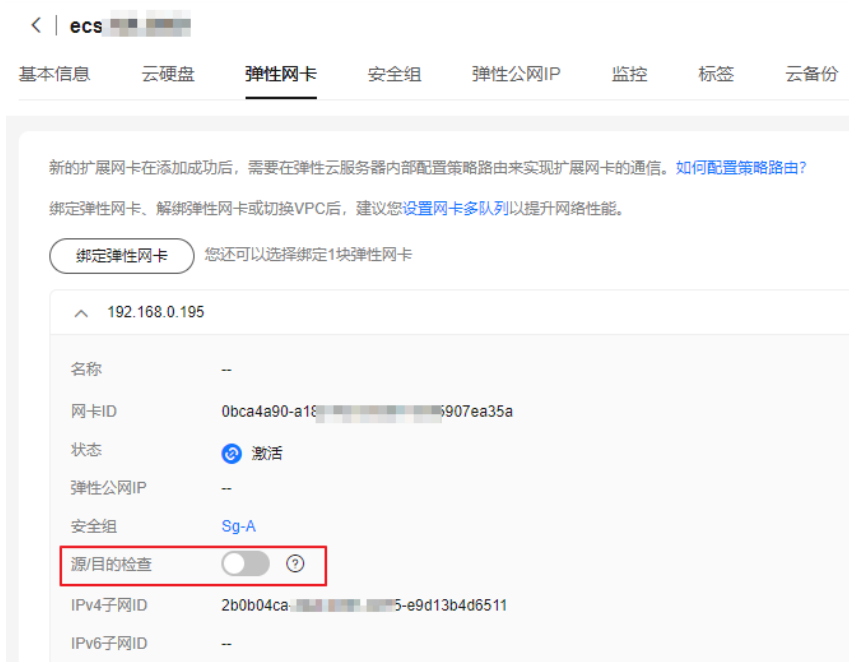 ecs
基本信息 云硬盘 弹性网卡 安全组 弹性公网IP 监控 标签 云备份
新的扩展网卡在添加成功后，需要在弹性云服务器内部配置策略路由来实现扩展网卡的通信。如何配置策略路由？
绑定弹性网卡、解绑弹性网卡或切换VPC后，建议您设置网卡多队列以提升网络性能。
绑定弹性网卡 您还可以选择绑定1块弹性网卡
192.168.0.195
名称 --
网卡ID 0bca4a90-a18 907ea35a
状态 激活
弹性公网IP --
安全组 Sg-A
源/目的检查
IPv4子网ID 2b0b04ca- 5-e9d13b4d6511
IPv6子网ID --